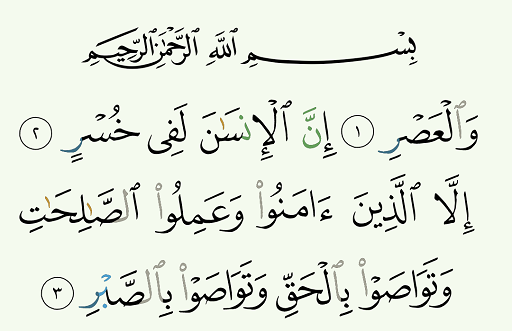 بِسْمِ ٱللَّهِ ٱلرَّحْمَٰنِ ٱلرَّحِيمِ
وَٱلْعَصْرِ ١ إِنَّ ٱلْإِنسَٰنَ لَفِى خُسْرٍ ٢
إِلَّا ٱلَّذِينَ ءَامَنُوا۟ وَعَمِلُوا۟ ٱلصَّٰلِحَٰتِ
وَتَوَاصَوْا۟ بِٱلْحَقِّ وَتَوَاصَوْا۟ بِٱلصَّبْرِ ٣